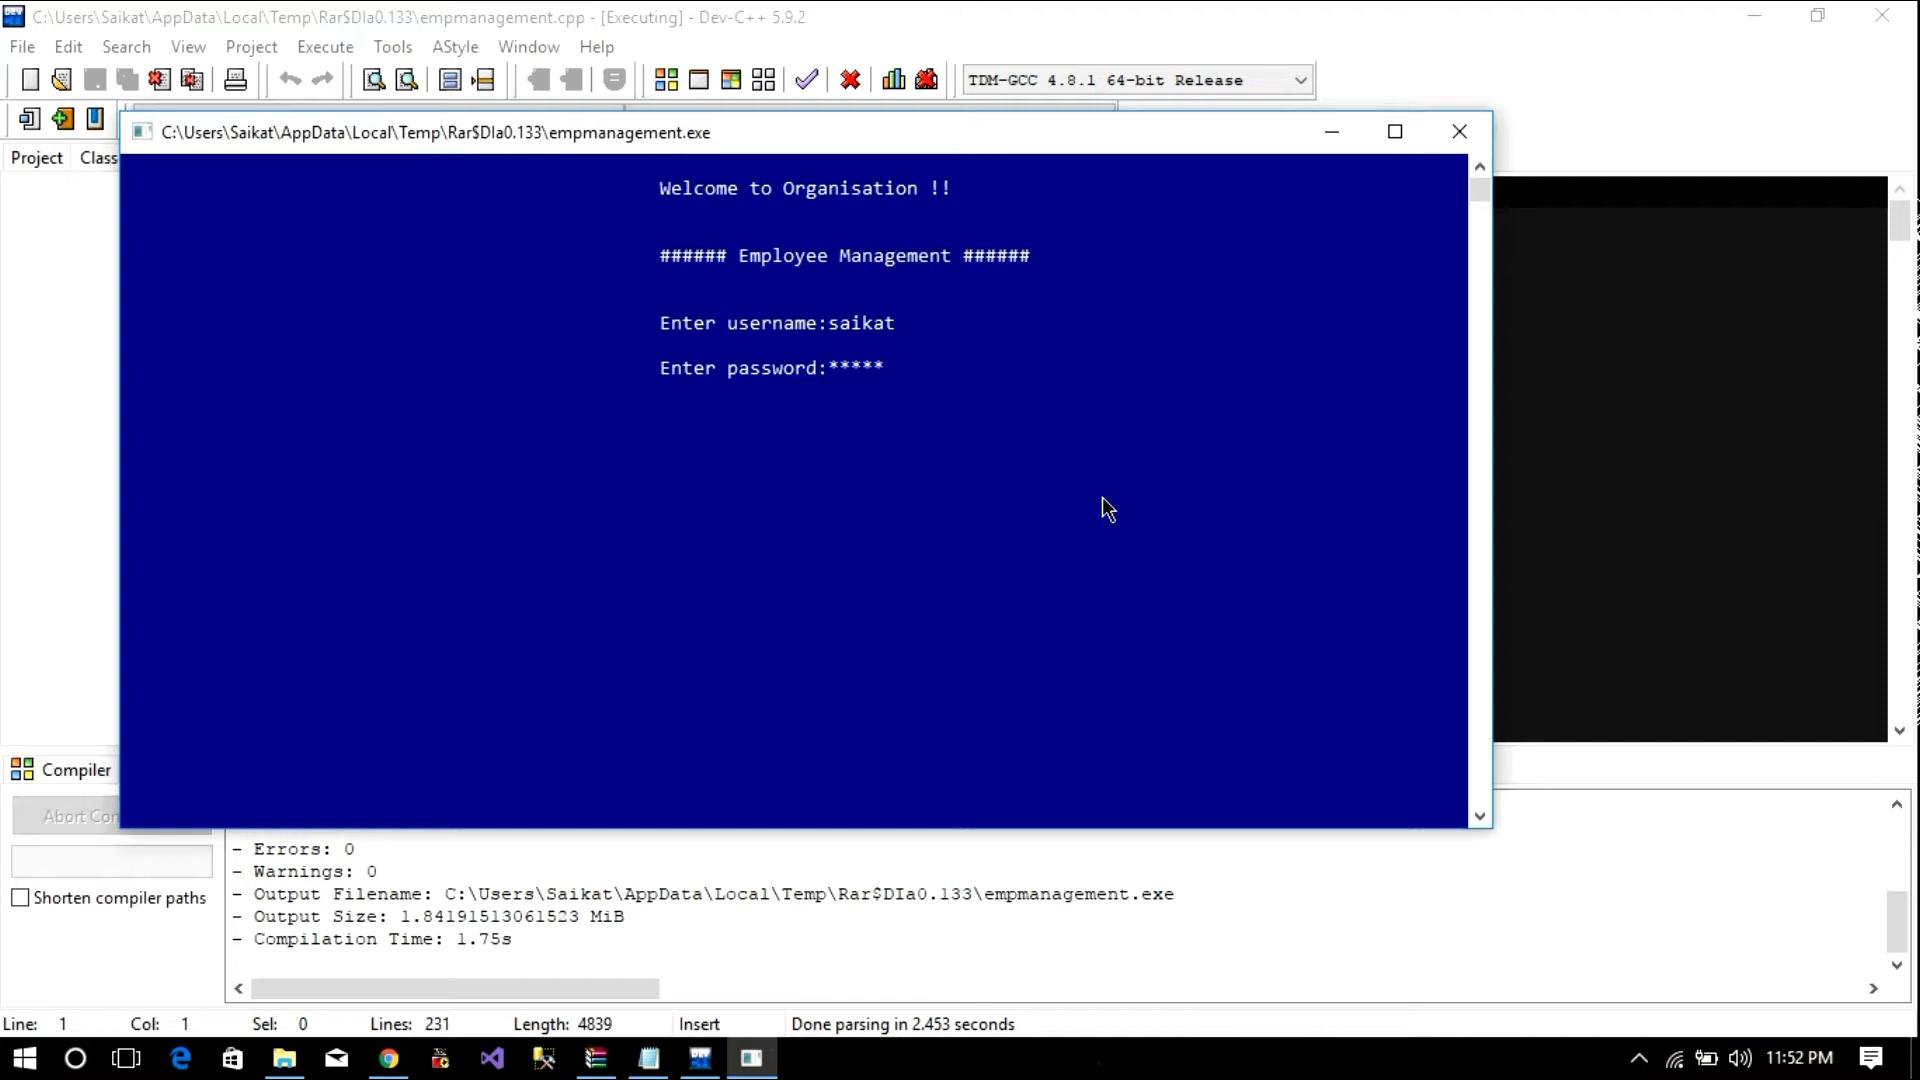 C:\Users\Saikat\AppData\Local\Temp\Rar$DIa0.133\empmanagement.cpp - [Executing] - Dev-C++ 5.9.2
File Edit Search View Project Execute Tools AStyle Window Help
TDM-GCC 4.8.1 64-bit Release
C:\Users\Saikat\AppData\Local\Temp\Rar$DIa0.133\empmanagement.exe
Project Class
Welcome to Organisation !!
###### Employee Management ######
Enter username:saikat
Enter password:*****
Compiler
Abort Con
- Errors: 0
- Warnings: 0
- Output Filename: C:\Users\Saikat\AppData\Local\Temp\Rar$DIa0.133\empmanagement.exe
- Output Size: 1.84191513061523 MiB
- Compilation Time: 1.75s
Shorten compiler paths
Line: 1 Col: 1 Sel: 0 Lines: 231 Length: 4839 Insert Done parsing in 2.453 seconds
11:52 PM